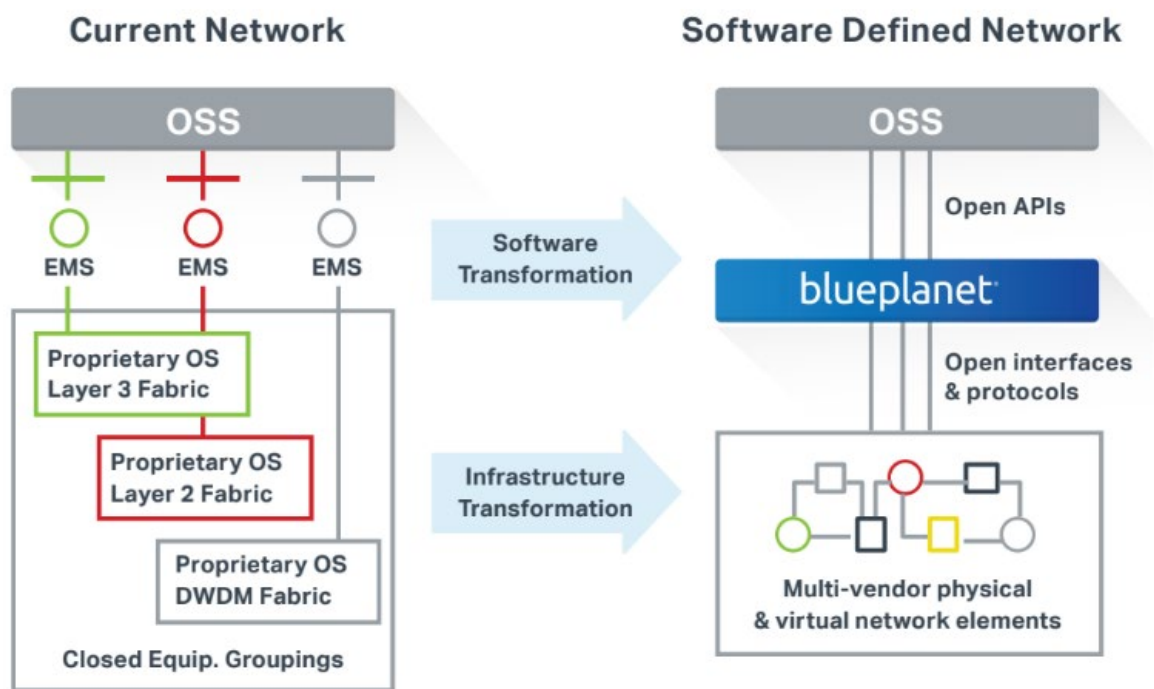 Current Network
Software Defined Network
OSS
OSS
EMS
EMS
EMS
Proprietary OS
Layer 3 Fabric
Proprietary OS
Layer 2 Fabric
Proprietary OS
DWDM Fabric
Closed Equip. Groupings
Software
Transformation
Infrastructure
Transformation
Open APIs
blueplanet
Open interfaces
& protocols
Multi-vendor physical
& virtual network elements